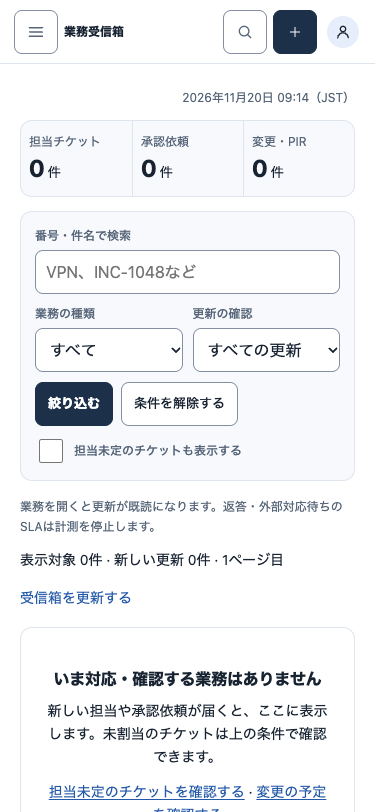 業務受信箱
2026年11月20日 09:14（JST）
担当チケット
0 件
承認依頼
0 件
変更・PIR
0 件
番号・件名で検索
VPN、INC-1048など
業務の種類
更新の確認
すべて
すべての更新
絞り込む
条件を解除する
担当未定のチケットも表示する
業務を開くと更新が既読になります。返答・外部対応待ちの
SLAは計測を停止します。
表示対象 0件 · 新しい更新 0件 · 1ページ目
受信箱を更新する
いま対応・確認する業務はありません
新しい担当や承認依頼が届くと、ここに表示
します。未割当のチケットは上の条件で確認
できます。
担当未定のチケットを確認する · 変更の予定
を確認する